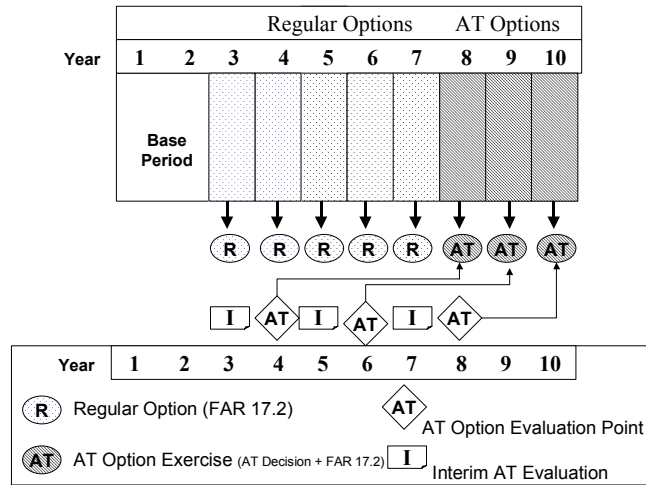 Regular Options AT Options
Year 1 2 3 4 5 6 7 8 9 10
Base
Period
R R R R R AT AT AT
I AT I AT I AT
Year 1 2 3 4 5 6 7 8 9 10
R Regular Option (FAR 17.2) AT AT Option Evaluation Point
AT AT Option Exercise (AT Decision + FAR 17.2) I Interim AT Evaluation